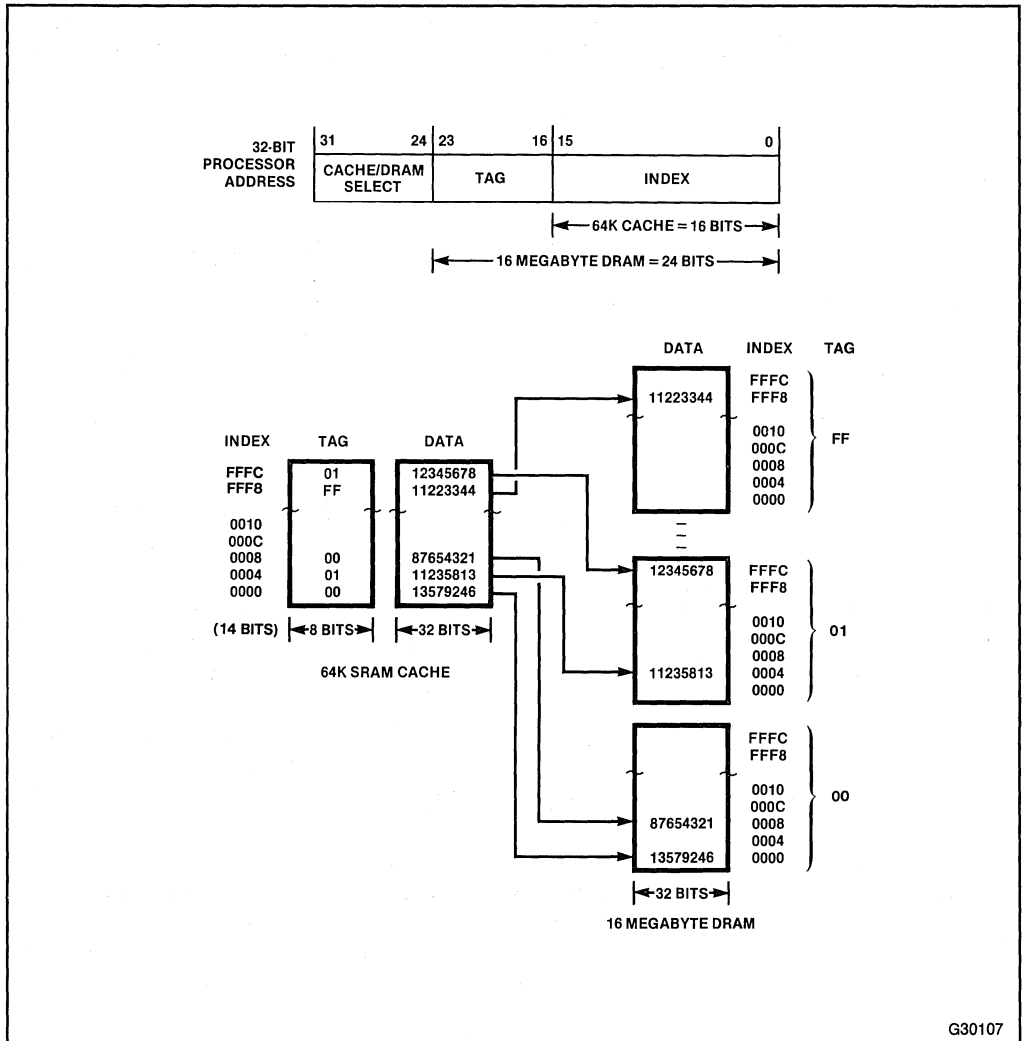 32-BIT
PROCESSOR
ADDRESS
31 24 23 16 15 0
CACHE/DRAM
SELECT
TAG
INDEX
64K CACHE = 16 BITS
16 MEGABYTE DRAM = 24 BITS
INDEX TAG DATA
FFFC 01 12345678
FFF8 FF 11223344
0010
000C
0008 00 87654321
0004 01 11235813
0000 00 13579246
(14 BITS) 8 BITS 32 BITS
64K SRAM CACHE
DATA INDEX TAG
FFFC
11223344 FFF8
0010
000C
0008
0004
0000
FF
12345678 FFFC
FFF8
0010
000C
0008
11235813 0004
0000
01
FFFC
FFF8
0010
000C
87654321 0008
0004
13579246 0000
00
32 BITS
16 MEGABYTE DRAM
G30107